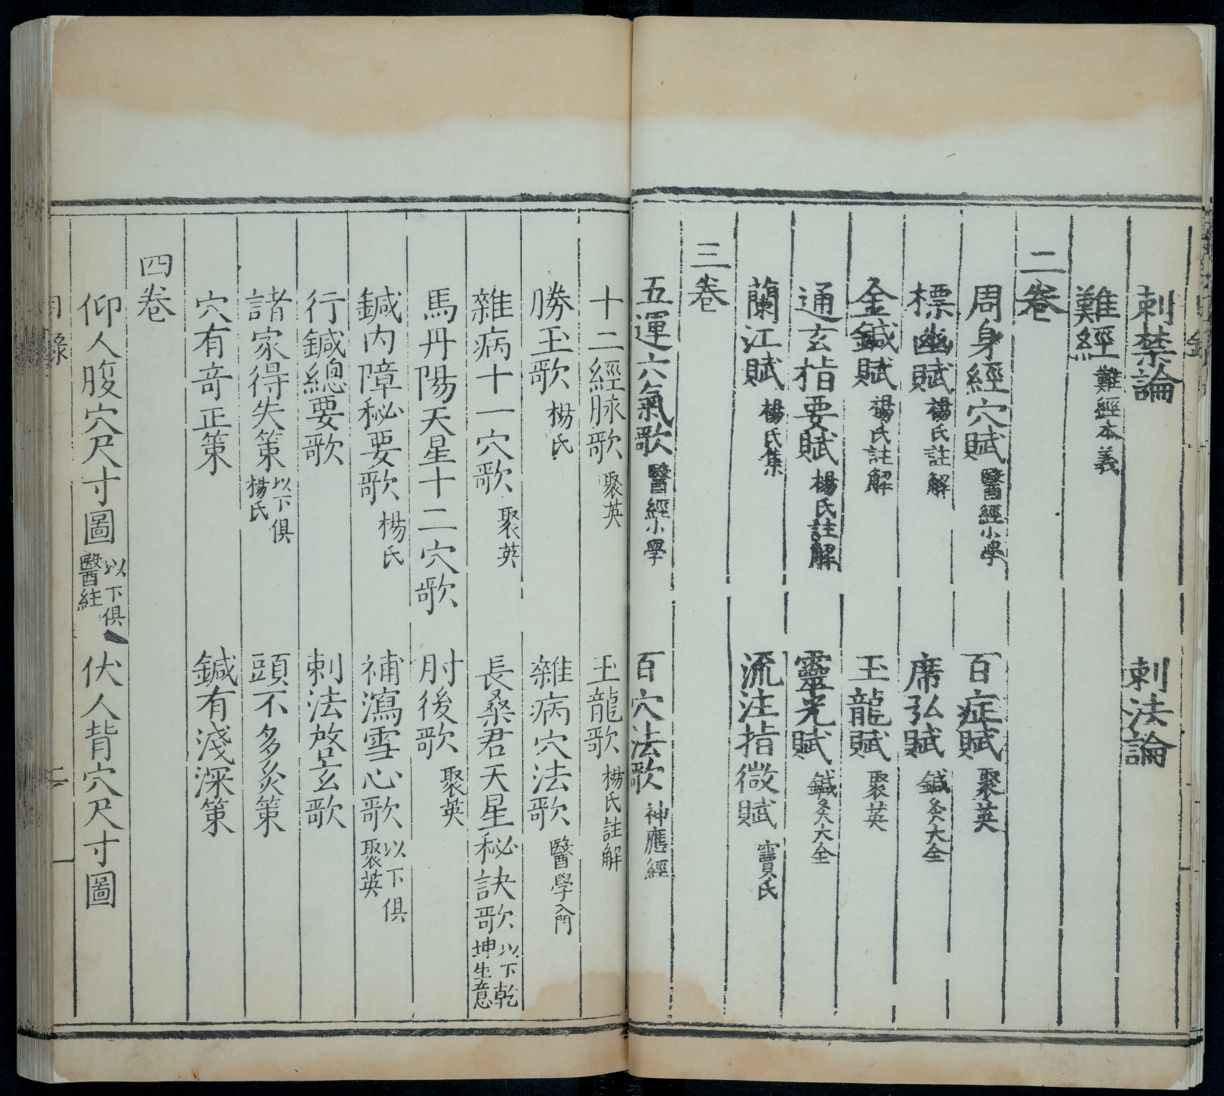 刺禁論　刺法論
難經難經本義
二卷
周身經穴賦醫經小學　百症賦聚英
標幽賦楊氏註解　席弘賦鍼灸大全
金鍼賦楊氏註解　玉龍賦聚英
通玄指要賦楊氏註解　靈光賦鍼灸大全
蘭江賦楊氏集　流注指微賦竇氏
三卷
五運六氣歌醫經小學　百穴法歌神應經
十二經脉歌聚英　玉龍歌楊氏註解
勝玉歌楊氏　雜病穴法歌醫學入門
雜病十一穴歌聚英　長桑君天星秘訣歌以下乾坤生意
馬丹陽天星十二穴歌　肘後歌聚英
鍼內障秘要歌楊氏　補瀉雪心歌以下俱聚英
行鍼總要歌　刺法啓玄歌
諸家得失策以下俱楊氏　頭不多灸策
穴有竒正策　鍼有淺深策
四卷
仰人腹穴尺寸圖以下俱醫經　伏人背穴尺寸圖
目錄